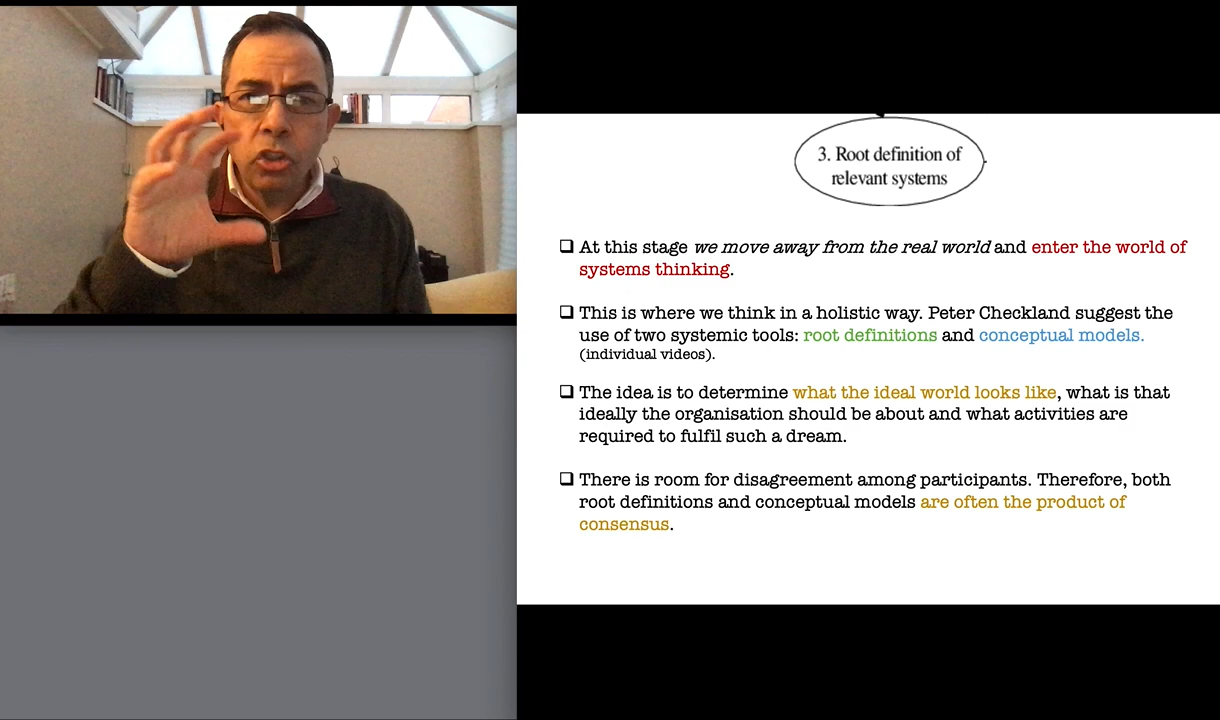 3. Root definition of
relevant systems
❑ At this stage we move away from the real world and enter the world of
systems thinking.
❑ This is where we think in a holistic way. Peter Checkland suggest the
use of two systemic tools: root definitions and conceptual models.
(individual videos).
❑ The idea is to determine what the ideal world looks like, what is that
ideally the organisation should be about and what activities are
required to fulfil such a dream.
❑ There is room for disagreement among participants. Therefore, both
root definitions and conceptual models are often the product of
consensus.